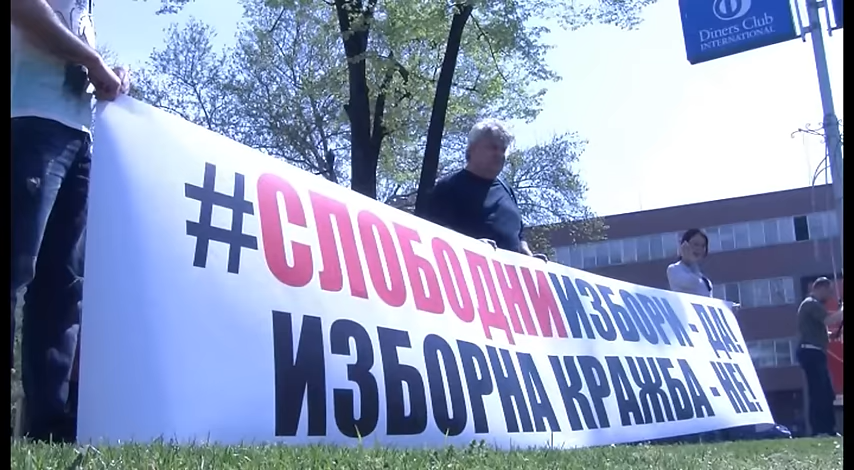 Diners Club
INTERNATIONAL
#СЛОБОДНИИЗБОРИ - ДА!
ИЗБОРНА КРАЖБА - НЕ!